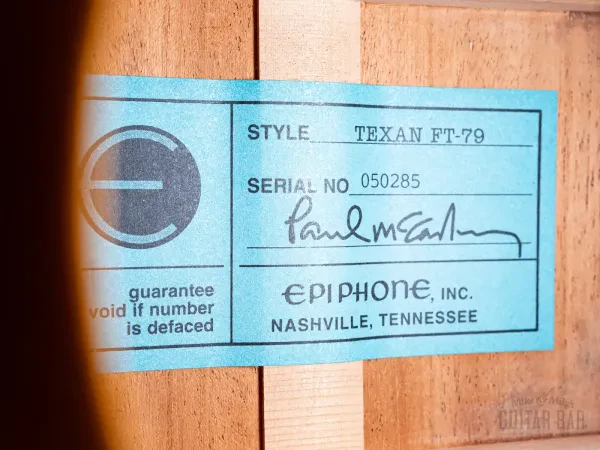 STYLE TEXAN FT-79
SERIAL NO 050285
Paul McCartney
EPIPHONE, INC.
NASHVILLE, TENNESSEE
guarantee
void if number
is defaced
GUITAR BAR